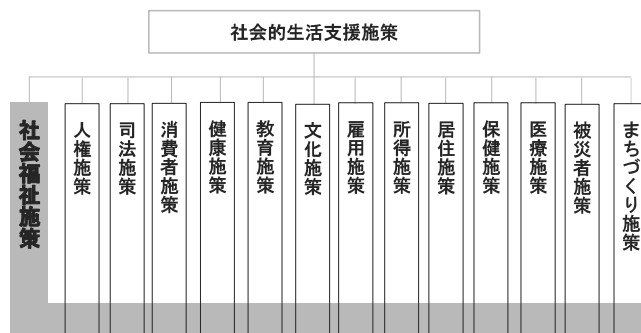 社会的生活支援施策
社会福祉施策
人権施策
司法施策
消費者施策
健康施策
教育施策
文化施策
雇用施策
所得施策
居住施策
保健施策
医療施策
被災者施策
まちづくり施策